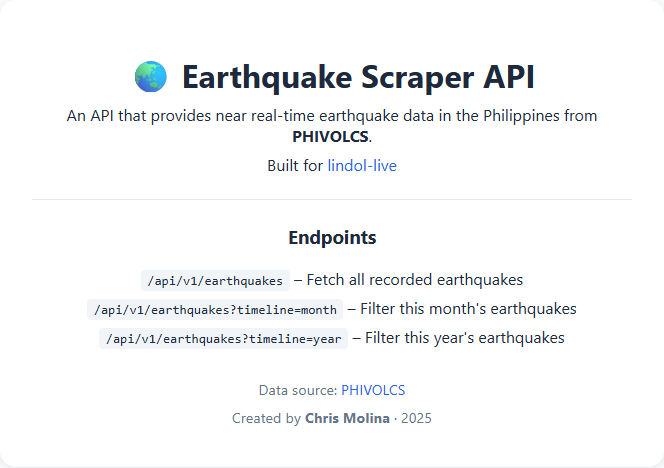 Earthquake Scraper API
An API that provides near real-time earthquake data in the Philippines from
PHIVOLCS.
Built for lindol-live
Endpoints
/api/v1/earthquakes – Fetch all recorded earthquakes
/api/v1/earthquakes?timeline=month – Filter this month's earthquakes
/api/v1/earthquakes?timeline=year – Filter this year's earthquakes
Data source: PHIVOLCS
Created by Chris Molina · 2025